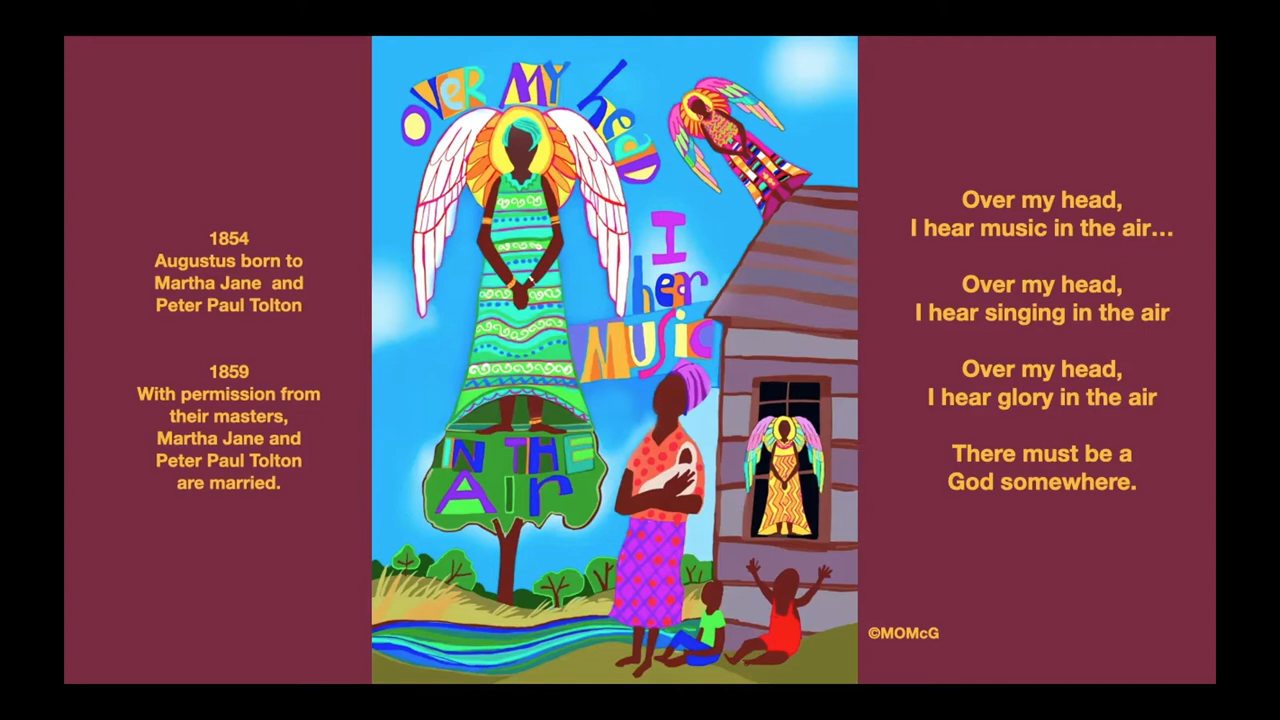 1854
Augustus born to
Martha Jane and
Peter Paul Tolton
1859
With permission from
their masters,
Martha Jane and
Peter Paul Tolton
are married.
OVER MY heaD
I
hear
MUSic
IN THE
AIr
Over my head,
I hear music in the air...
Over my head,
I hear singing in the air
Over my head,
I hear glory in the air
There must be a
God somewhere.
©MOMcG